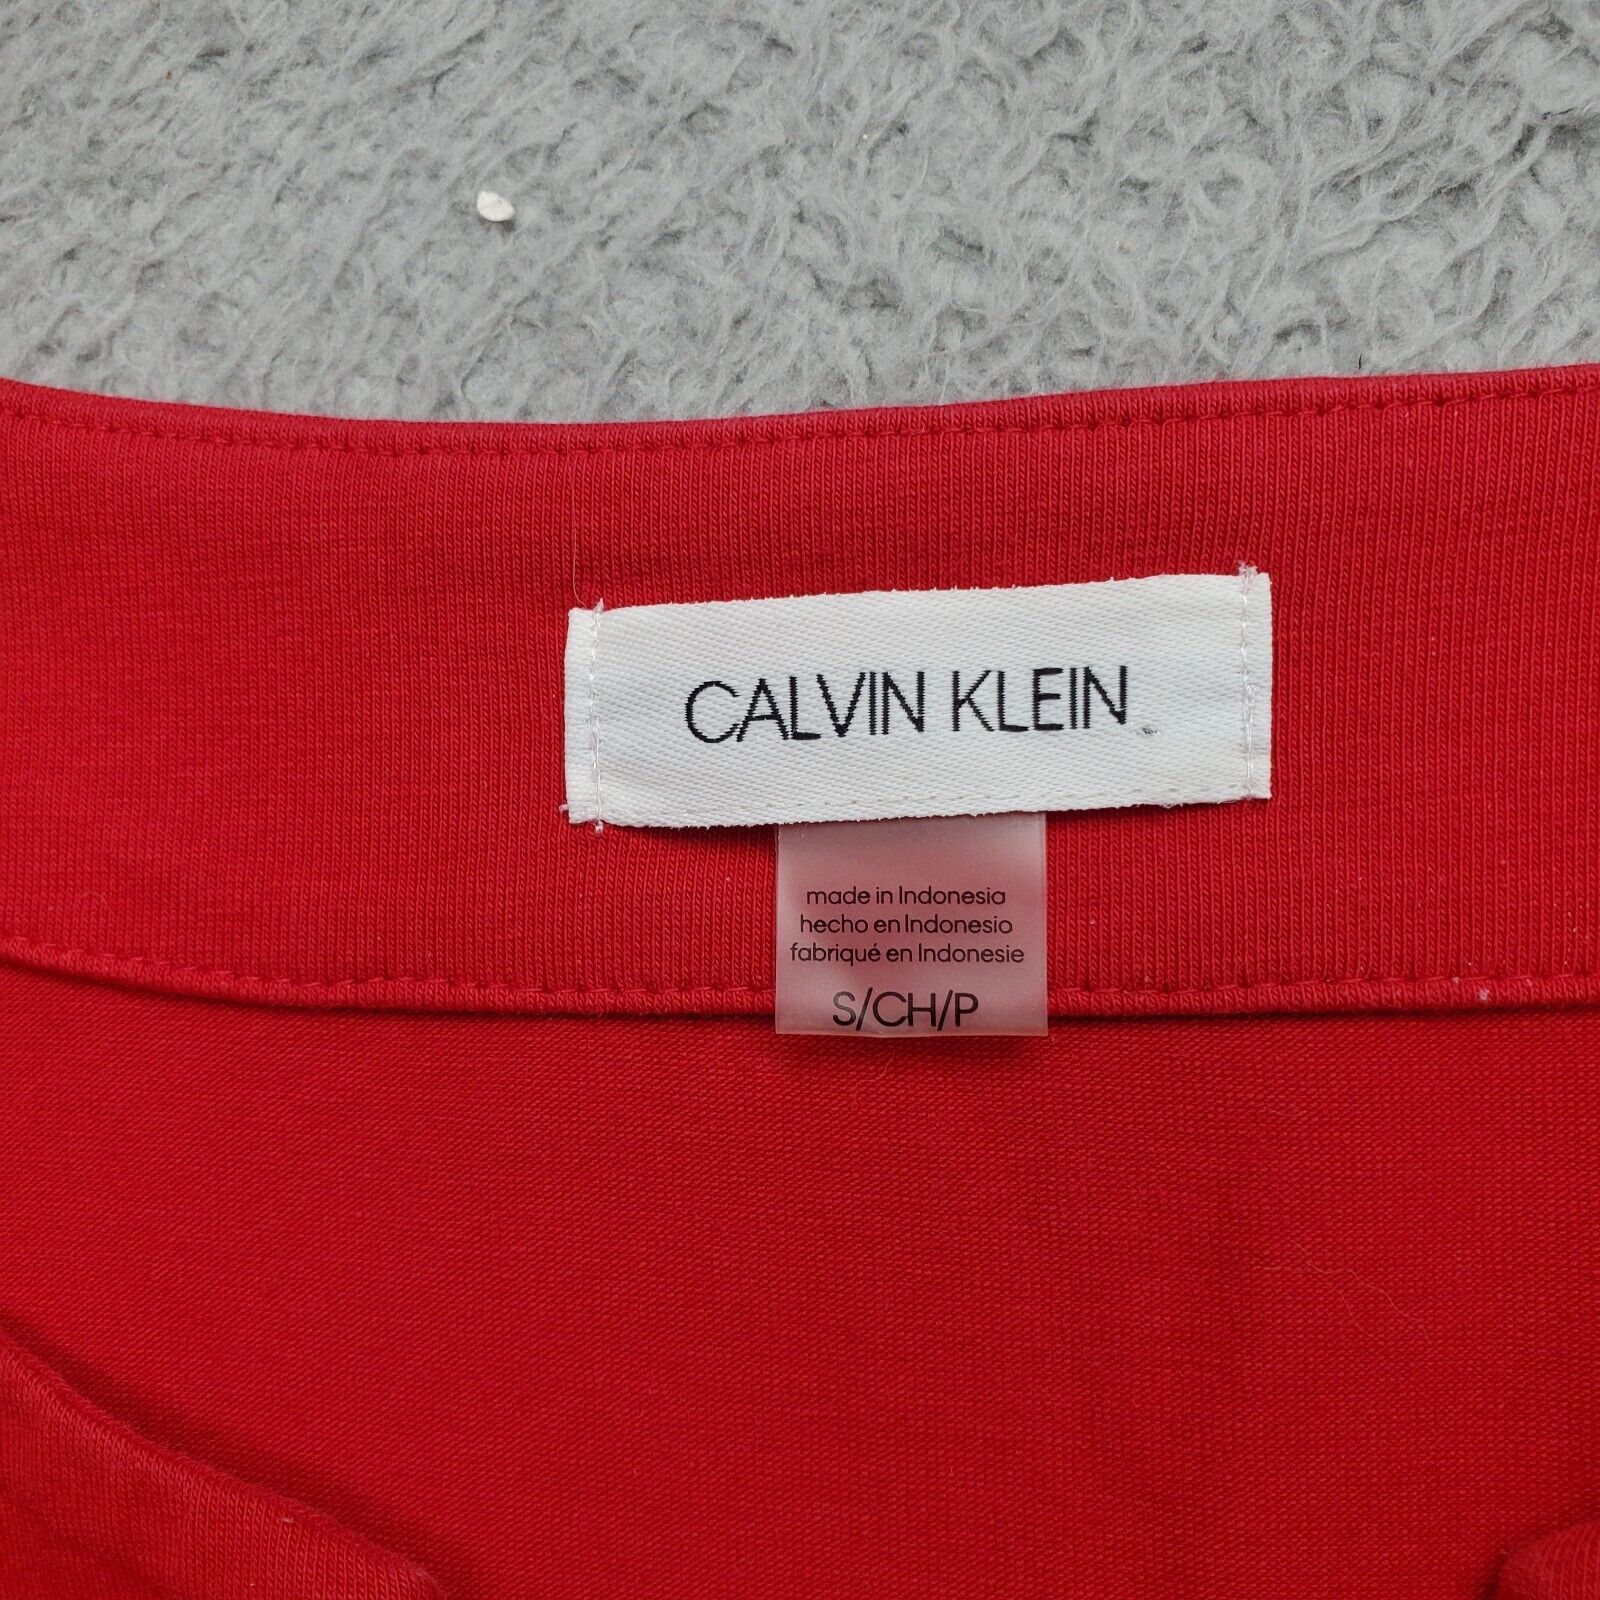 CALVIN KLEIN
made in Indonesia
hecho en Indonesio
fabriqué en Indonesie
S/CH/P